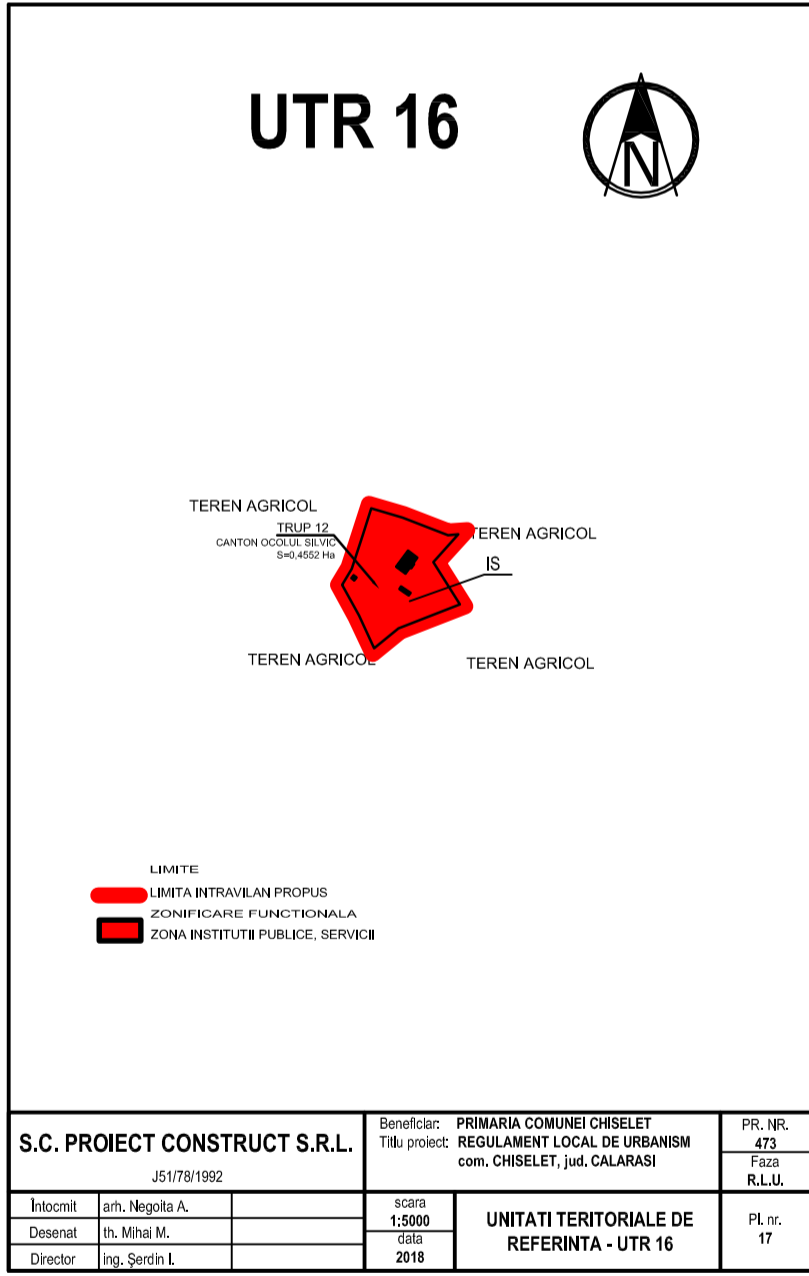 UTR 16
N
TEREN AGRICOL
TRUP 12
CANTON OCOLUL SILVIC
S=0,4552 Ha
TEREN AGRICOL
IS
TEREN AGRICOL
TEREN AGRICOL
LIMITE
LIMITA INTRAVILAN PROPUS
ZONIFICARE FUNCTIONALA
ZONA INSTITUTII PUBLICE, SERVICII
S.C. PROIECT CONSTRUCT S.R.L.
J51/78/1992
Beneficiar: PRIMARIA COMUNEI CHISELET
Titlu proiect: REGULAMENT LOCAL DE URBANISM
com. CHISELET, jud. CALARASI
PR. NR.
473
Faza
R.L.U.
Întocmit arh. Negoita A.
Desenat th. Mihai M.
Director ing. Şerdin I.
scara
1:5000
data
2018
UNITATI TERITORIALE DE
REFERINTA - UTR 16
Pl. nr.
17